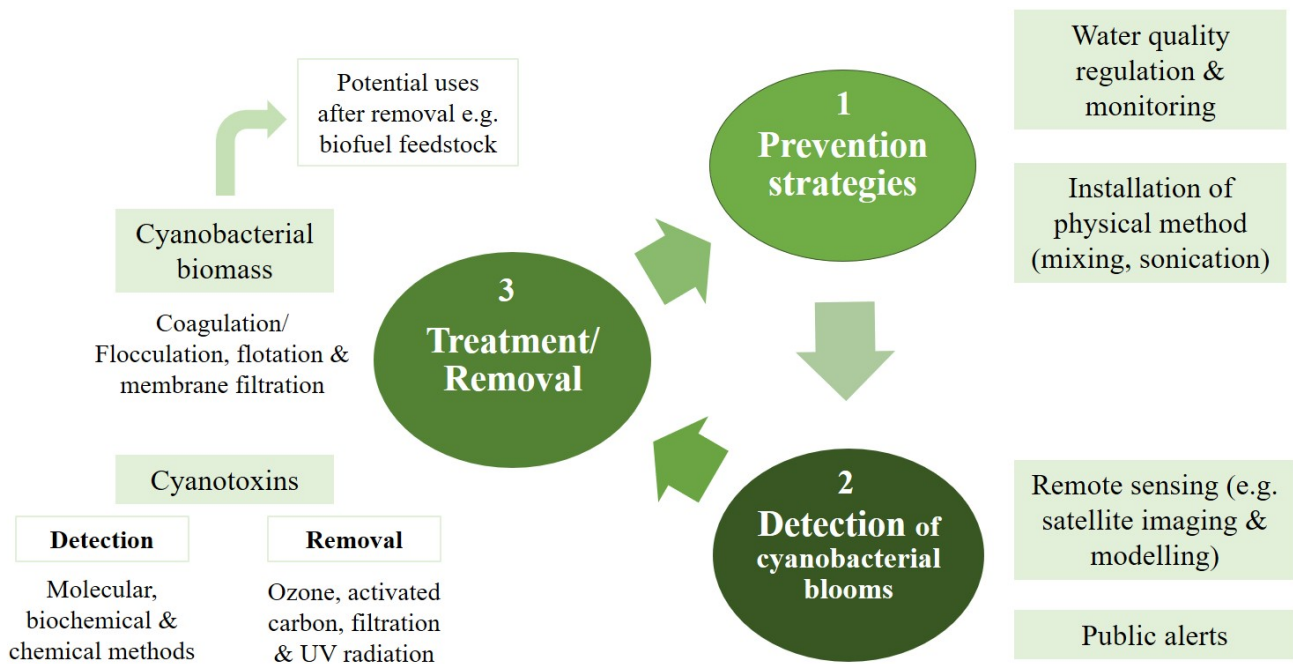 Potential uses
after removal e.g.
biofuel feedstock
Cyanobacterial
biomass
Coagulation/
Flocculation, flotation &
membrane filtration
Cyanotoxins
Detection
Molecular,
biochemical &
chemical methods
Removal
Ozone, activated
carbon, filtration
& UV radiation
3
Treatment/
Removal
1
Prevention
strategies
Water quality
regulation &
monitoring
Installation of
physical method
(mixing, sonication)
2
Detection of
cyanobacterial
blooms
Remote sensing (e.g.
satellite imaging &
modelling)
Public alerts